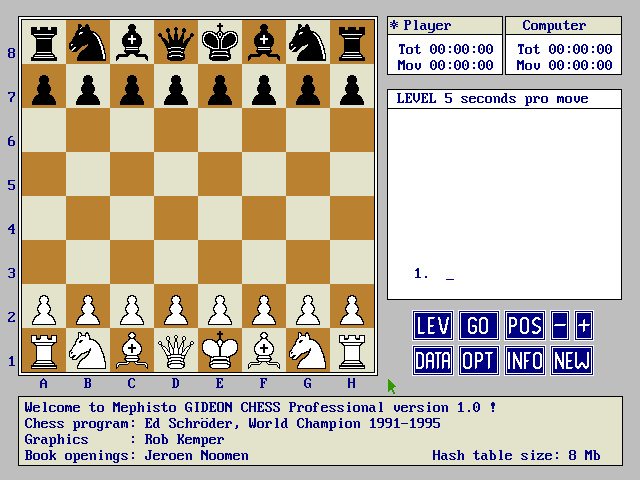 * Player
Computer
Tot 00:00:00
Tot 00:00:00
Mov 00:00:00
Mov 00:00:00
LEVEL 5 seconds pro move
1. _
LEV GO POS - +
DATA OPT INFO NEW
8
7
6
5
4
3
2
1
A B C D E F G H
Welcome to Mephisto GIDEON CHESS Professional version 1.0 !
Chess program: Ed Schröder, World Champion 1991-1995
Graphics : Rob Kemper
Book openings: Jeroen Noomen
Hash table size: 8 Mb